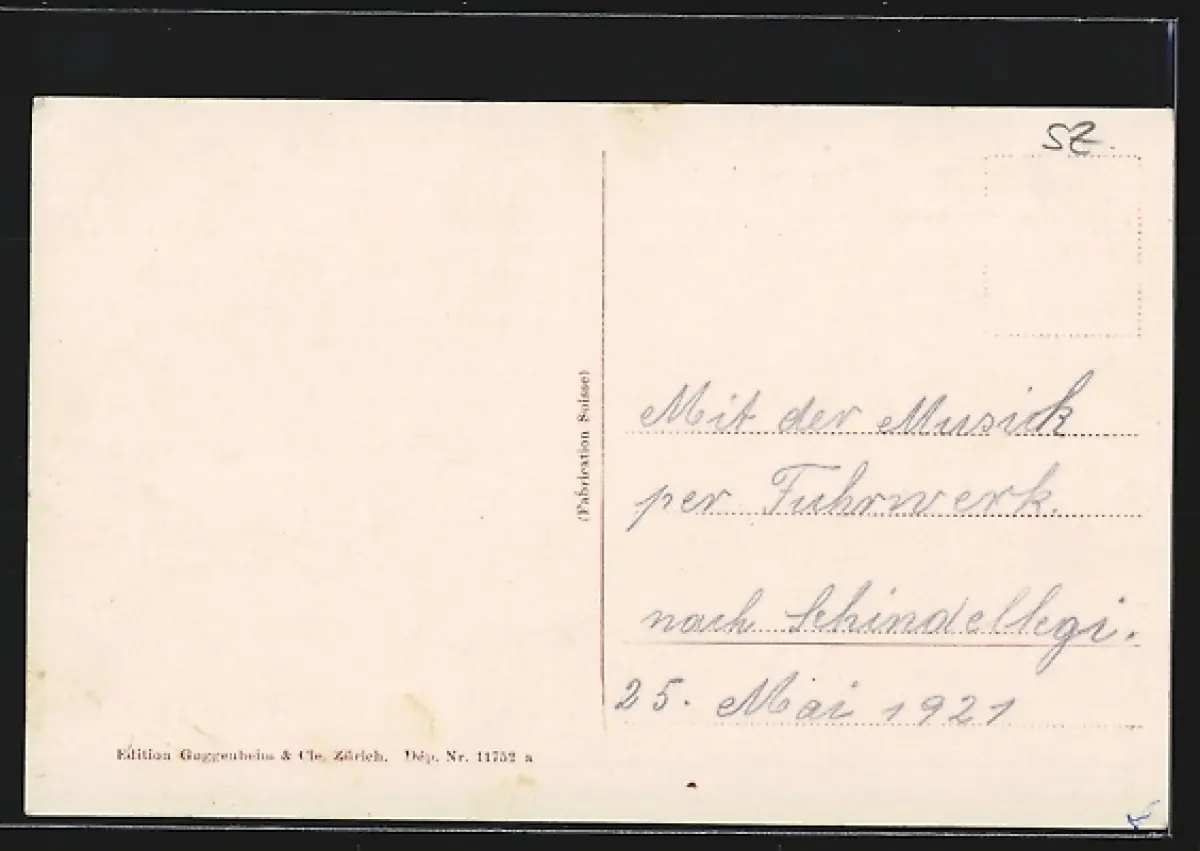 SZ
(Fabrication Suisse)
Mit der Musick
per Fuhrwerk.
nach Schindellegi.
25. Mai 1921
Edition Guggenheim & Cie, Zürich. Dép. Nr. 11752 a